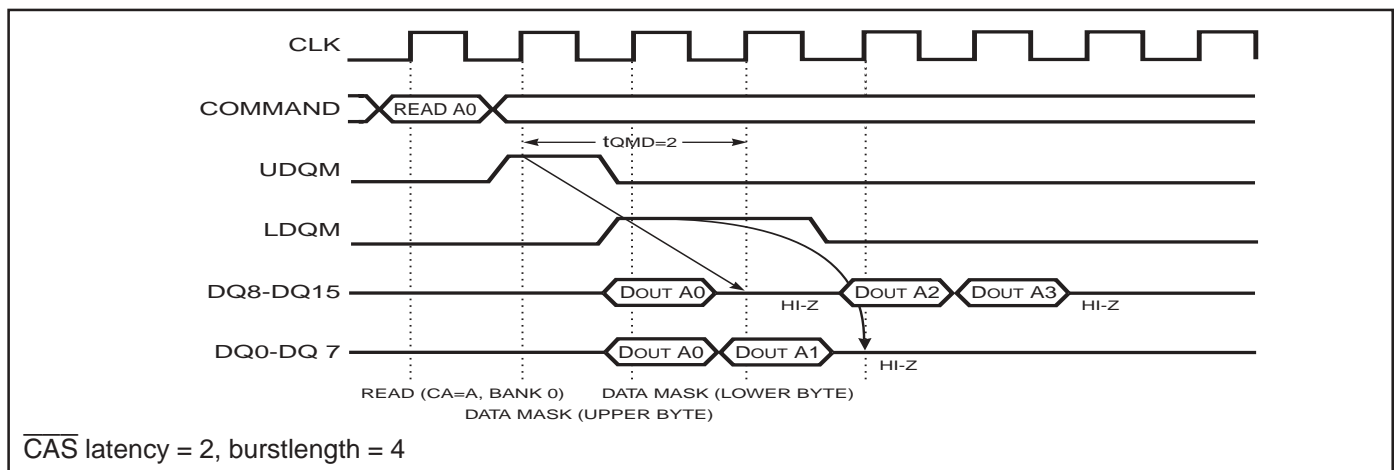 CLK
COMMAND READ A0
tQMD=2
UDQM
LDQM
DQ8-DQ15 DOUT A0 HI-Z DOUT A2 DOUT A3 HI-Z
DQ0-DQ 7 DOUT A0 DOUT A1 HI-Z
READ (CA=A, BANK 0) DATA MASK (LOWER BYTE)
DATA MASK (UPPER BYTE)
CAS latency = 2, burstlength = 4